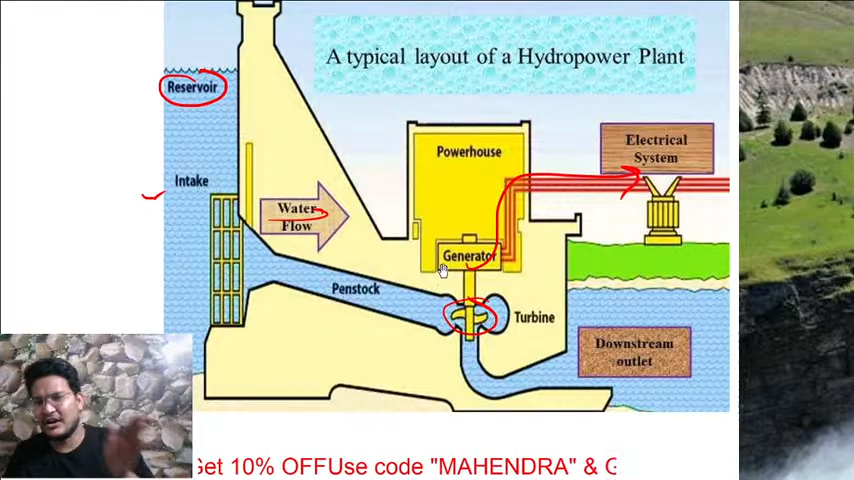 A typical layout of a Hydropower Plant
Reservoir
Intake
Water
Flow
Powerhouse
Electrical
System
Generator
Penstock
Turbine
Downstream
outlet
Get 10% OFFUse code "MAHENDRA" &